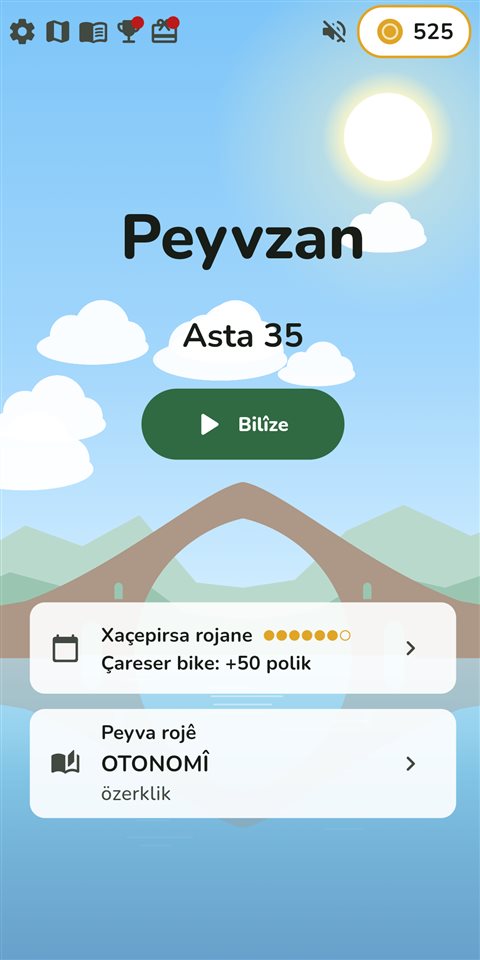 525
Peyvzan
Asta 35
Bilîze
Xaçepirsa rojane
Çareser bike: +50 polik
Peyva rojê
OTONOMÎ
özerklik